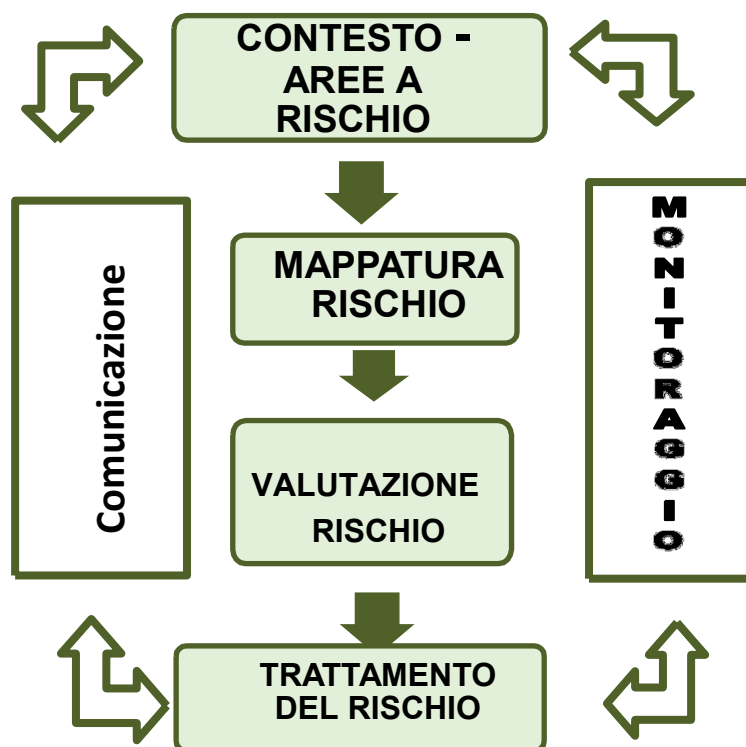 CONTESTO -
AREE A
RISCHIO
MAPPATURA
RISCHIO
VALUTAZIONE
RISCHIO
TRATTAMENTO
DEL RISCHIO
Comunicazione
MONITORAGGIO